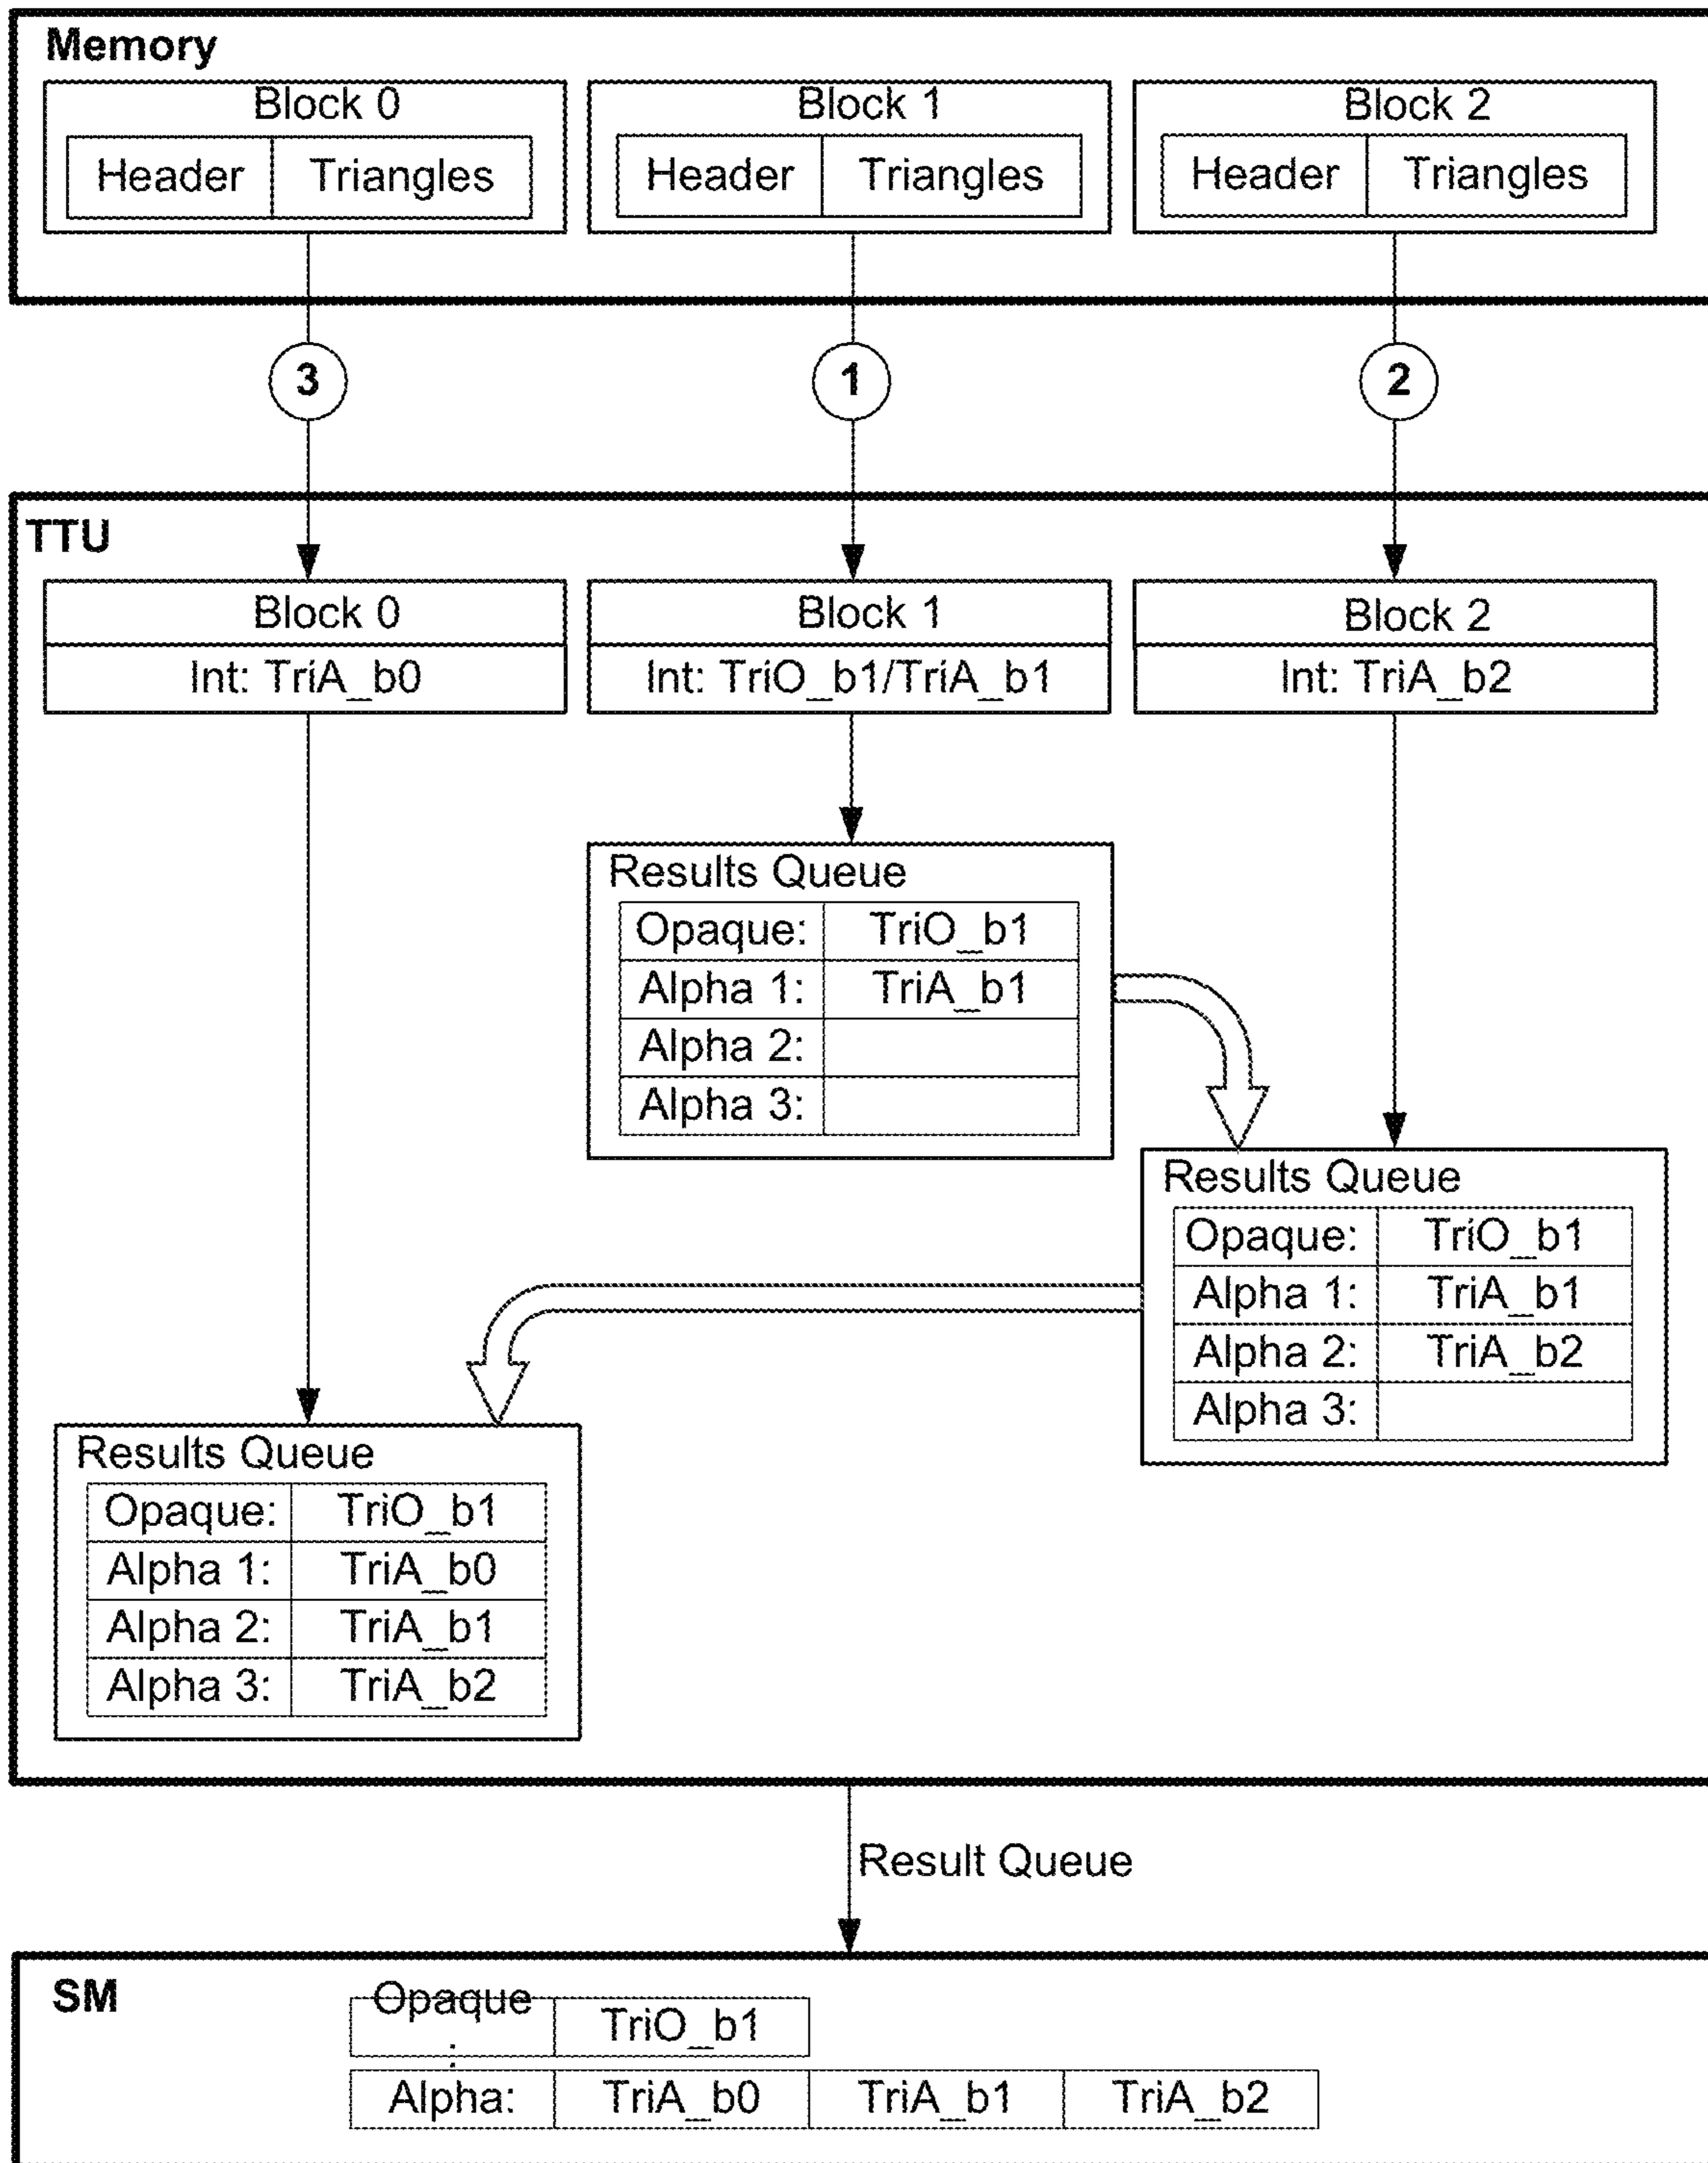 Memory
Block 0 Block 1 Block 2
Header Triangles Header Triangles Header Triangles
3 1 2
TTU
Block 0 Block 1 Block 2
Int: TriA_b0 Int: TriO_b1/TriA_b1 Int: TriA_b2
Results Queue
Opaque: TriO_b1
Alpha 1: TriA_b1
Alpha 2:
Alpha 3:
Results Queue
Opaque: TriO_b1
Alpha 1: TriA_b1
Alpha 2: TriA_b2
Alpha 3:
Results Queue
Opaque: TriO_b1
Alpha 1: TriA_b0
Alpha 2: TriA_b1
Alpha 3: TriA_b2
Result Queue
SM
Opaque : TriO_b1
Alpha: TriA_b0 TriA_b1 TriA_b2